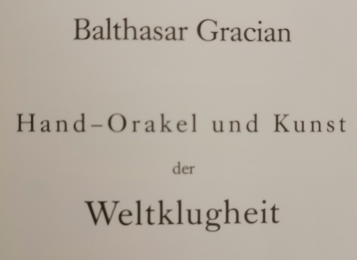 Balthasar Gracian
Hand-Orakel und Kunst
der
Weltklugheit